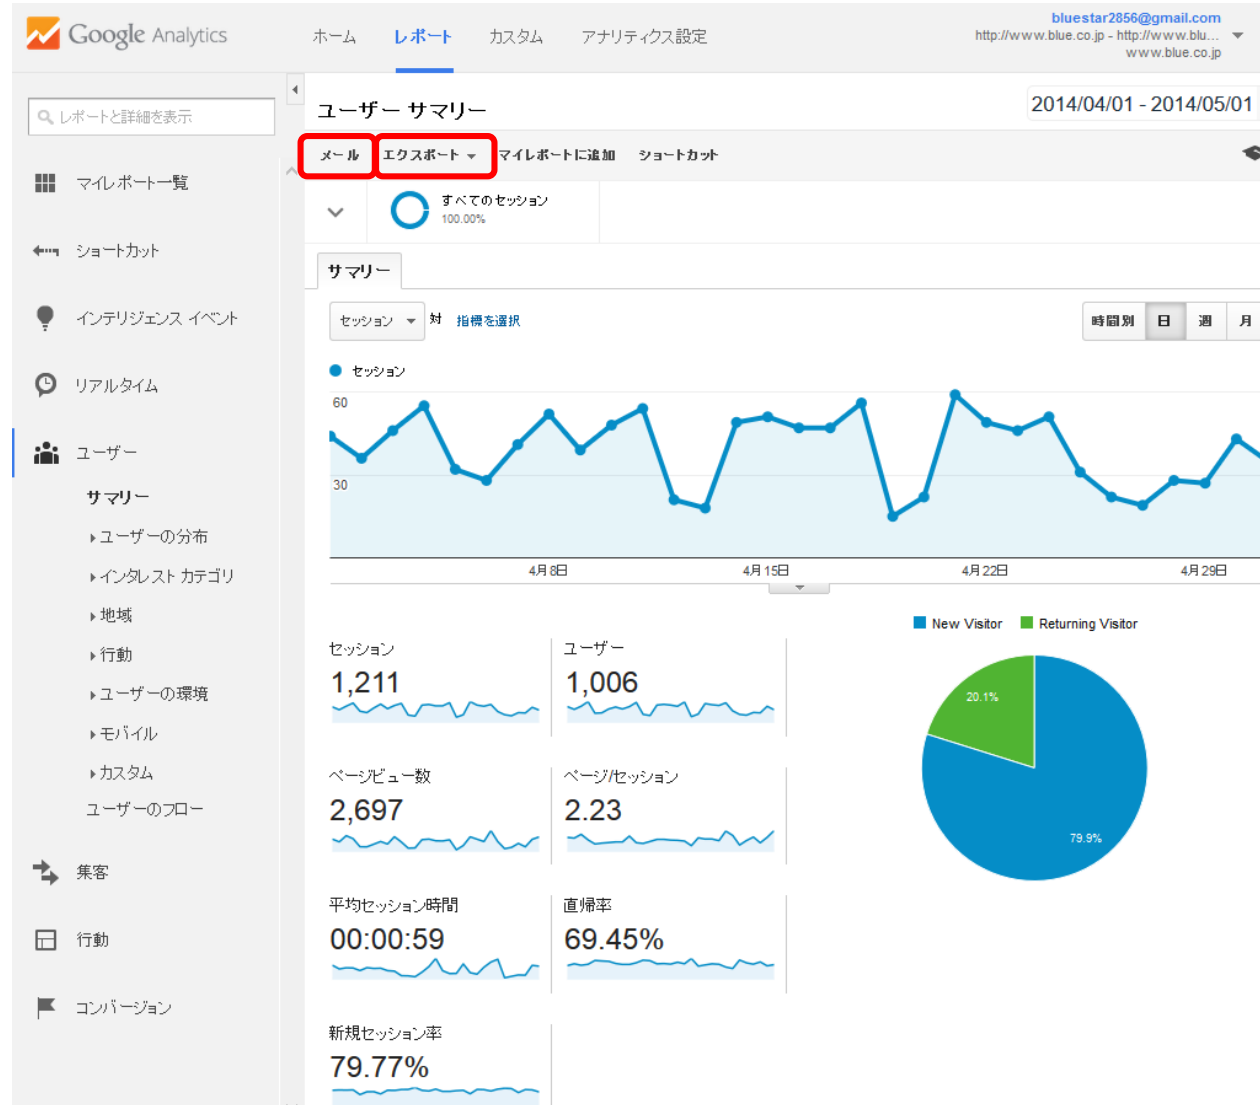 Google Analytics
ホーム レポート カスタム アナリティクス設定
bluestar2856@gmail.com
http://www.blue.co.jp - http://www.blu...
www.blue.co.jp
レポートと詳細を表示
マイレポート一覧
ショートカット
インテリジェンス イベント
リアルタイム
ユーザー
サマリー
ユーザーの分布
インタレスト カテゴリ
地域
行動
ユーザーの環境
モバイル
カスタム
ユーザーのフロー
集客
行動
コンバージョン
ユーザー サマリー
2014/04/01 - 2014/05/01
メール エクスポート マイレポートに追加 ショートカット
すべてのセッション
100.00%
サマリー
セッション 対 指標を選択
時間別 日 週 月
セッション
60
30
4月8日 4月15日 4月22日 4月29日
New Visitor Returning Visitor
20.1%
79.9%
セッション
1,211
ユーザー
1,006
ページビュー数
2,697
ページ/セッション
2.23
平均セッション時間
00:00:59
直帰率
69.45%
新規セッション率
79.77%